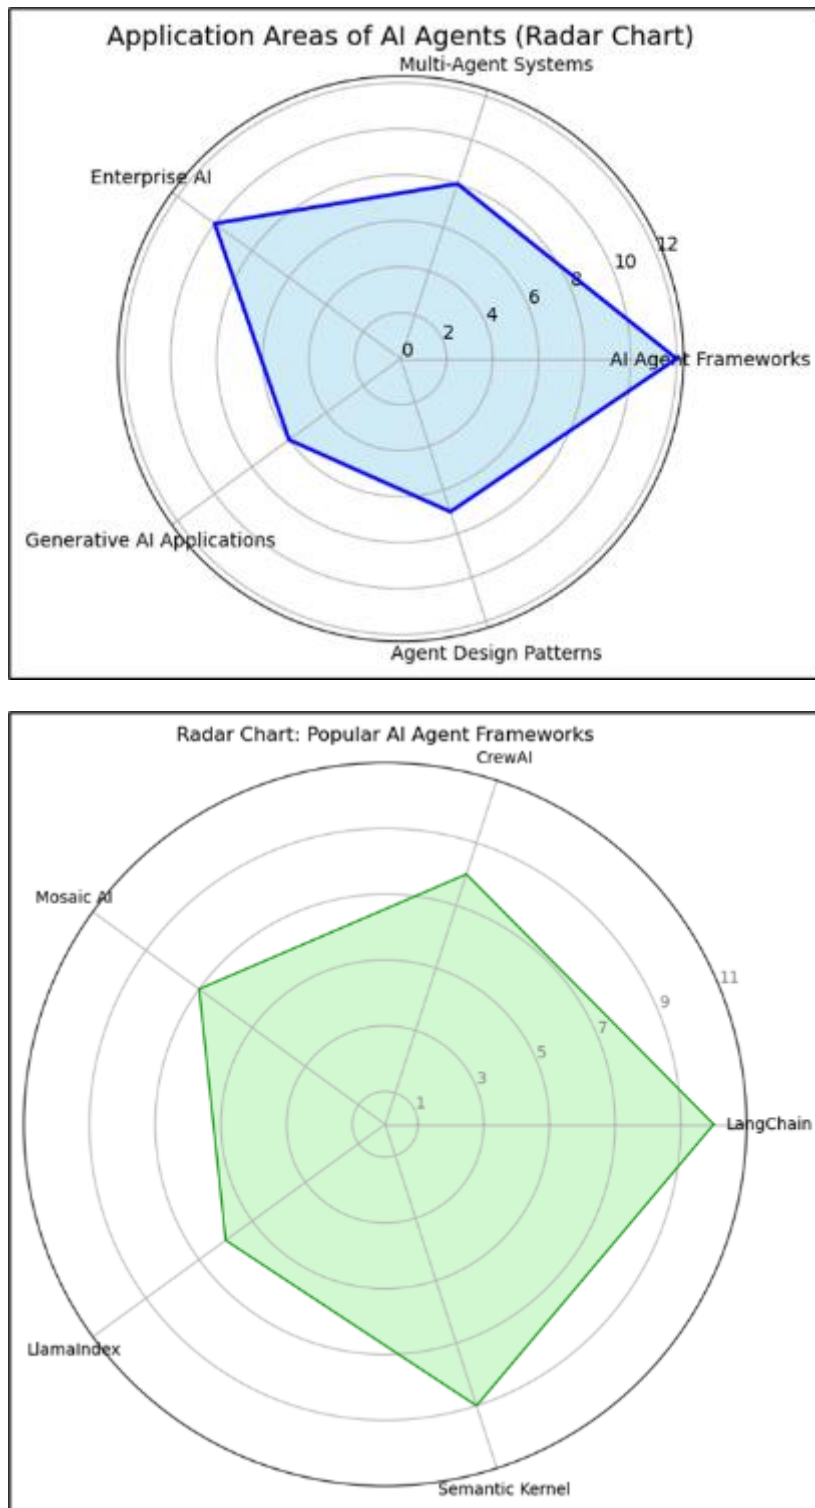 Application Areas of AI Agents (Radar Chart)
Multi-Agent Systems
Enterprise AI
12
10
8
6
4
2
0
AI Agent Frameworks
Generative AI Applications
Agent Design Patterns
Radar Chart: Popular AI Agent Frameworks
CrewAI
Mosaic AI
11
9
7
5
3
1
LangChain
LlamaIndex
Semantic Kernel